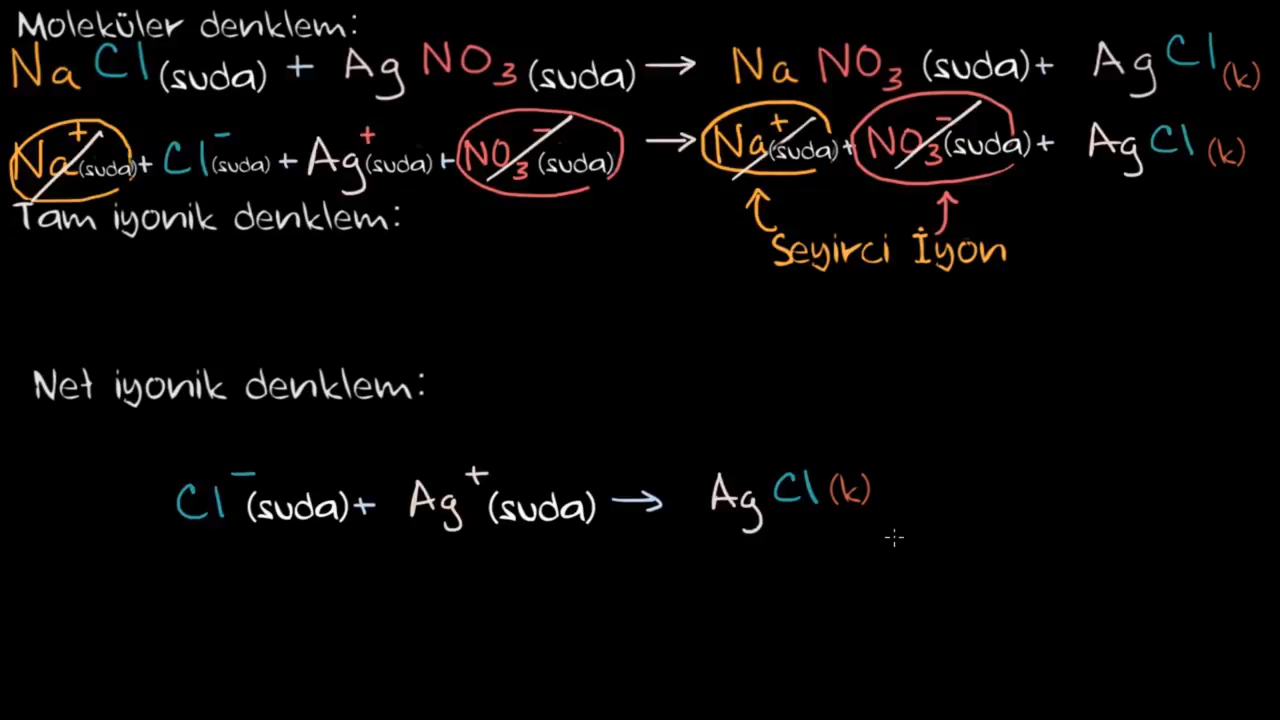 Moleküler denklem:
NaCl(suda) + AgNO₃(suda) → NaNO₃(suda) + AgCl(k)
Na⁺(suda) + Cl⁻(suda) + Ag⁺(suda) + NO₃⁻(suda) → Na⁺(suda) + NO₃⁻(suda) + AgCl(k)
Tam iyonik denklem:
Seyirci İyon
Net iyonik denklem:
Cl⁻(suda) + Ag⁺(suda) → AgCl(k)